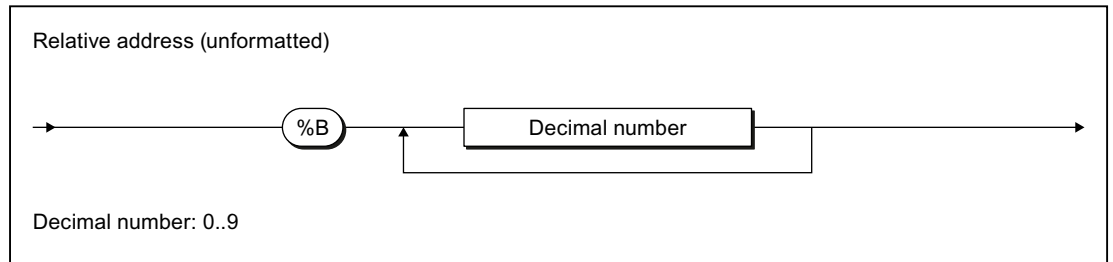 Relative address (unformatted)
%B
Decimal number
Decimal number: 0..9